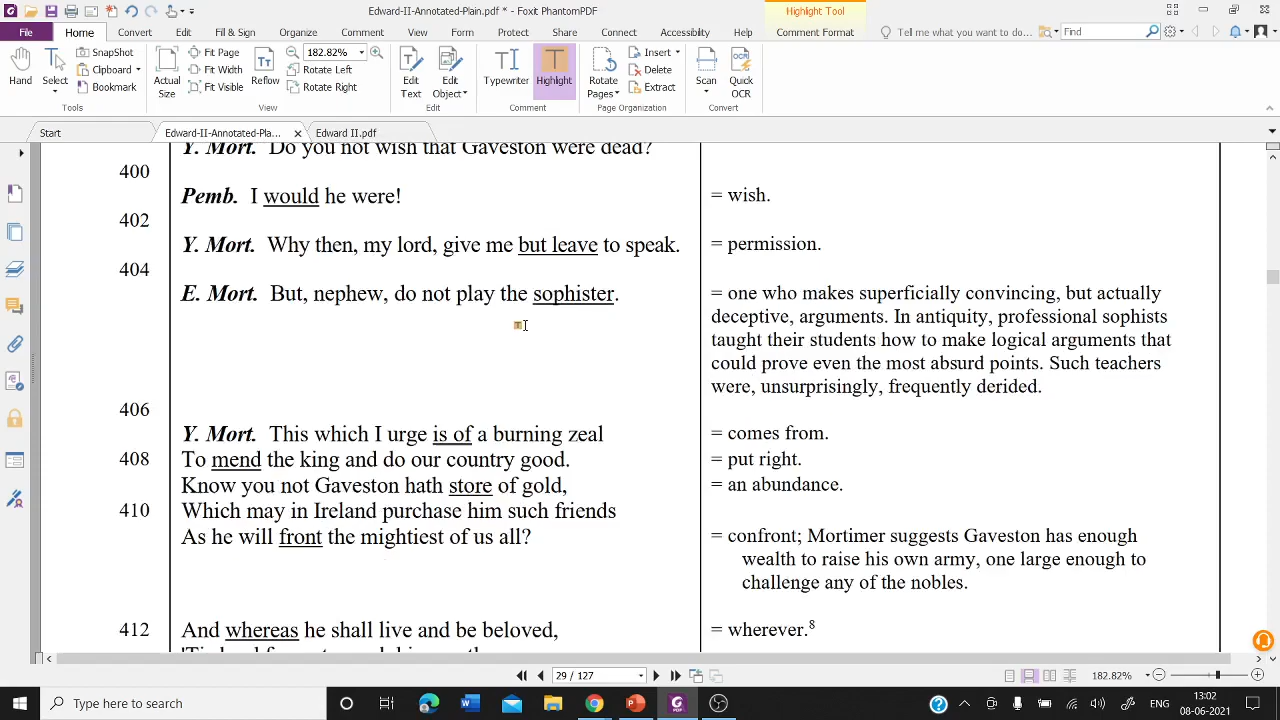 Edward-II-Annotated-Plain.pdf * - Foxit PhantomPDF
Highlight Tool
File Home Convert Edit Fill & Sign Organize Comment View Form Protect Share Connect Accessibility Help Comment Format
Tell me what you want to do... Find
SnapShot Fit Page 182.82% Insert
Clipboard Fit Width Rotate Left Delete
Bookmark Fit Visible Rotate Right Extract
Hand Select Actual Size Reflow Edit Text Edit Object Typewriter Highlight Rotate Pages Scan Quick OCR
Tools View Edit Comment Page Organization Convert
Start Edward-II-Annotated-Pla... Edward II.pdf
Y. Mort. Do you not wish that Gaveston were dead?
400
Pemb. I would he were! = wish.
402
Y. Mort. Why then, my lord, give me but leave to speak. = permission.
404
E. Mort. But, nephew, do not play the sophister. = one who makes superficially convincing, but actually
deceptive, arguments. In antiquity, professional sophists
taught their students how to make logical arguments that
could prove even the most absurd points. Such teachers
were, unsurprisingly, frequently derided.
406
Y. Mort. This which I urge is of a burning zeal = comes from.
408 To mend the king and do our country good. = put right.
Know you not Gaveston hath store of gold, = an abundance.
410 Which may in Ireland purchase him such friends
As he will front the mightiest of us all? = confront; Mortimer suggests Gaveston has enough
wealth to raise his own army, one large enough to
challenge any of the nobles.
412 And whereas he shall live and be beloved, = wherever.8
29 / 127 182.82%
Type here to search ENG 13:02
08-06-2021